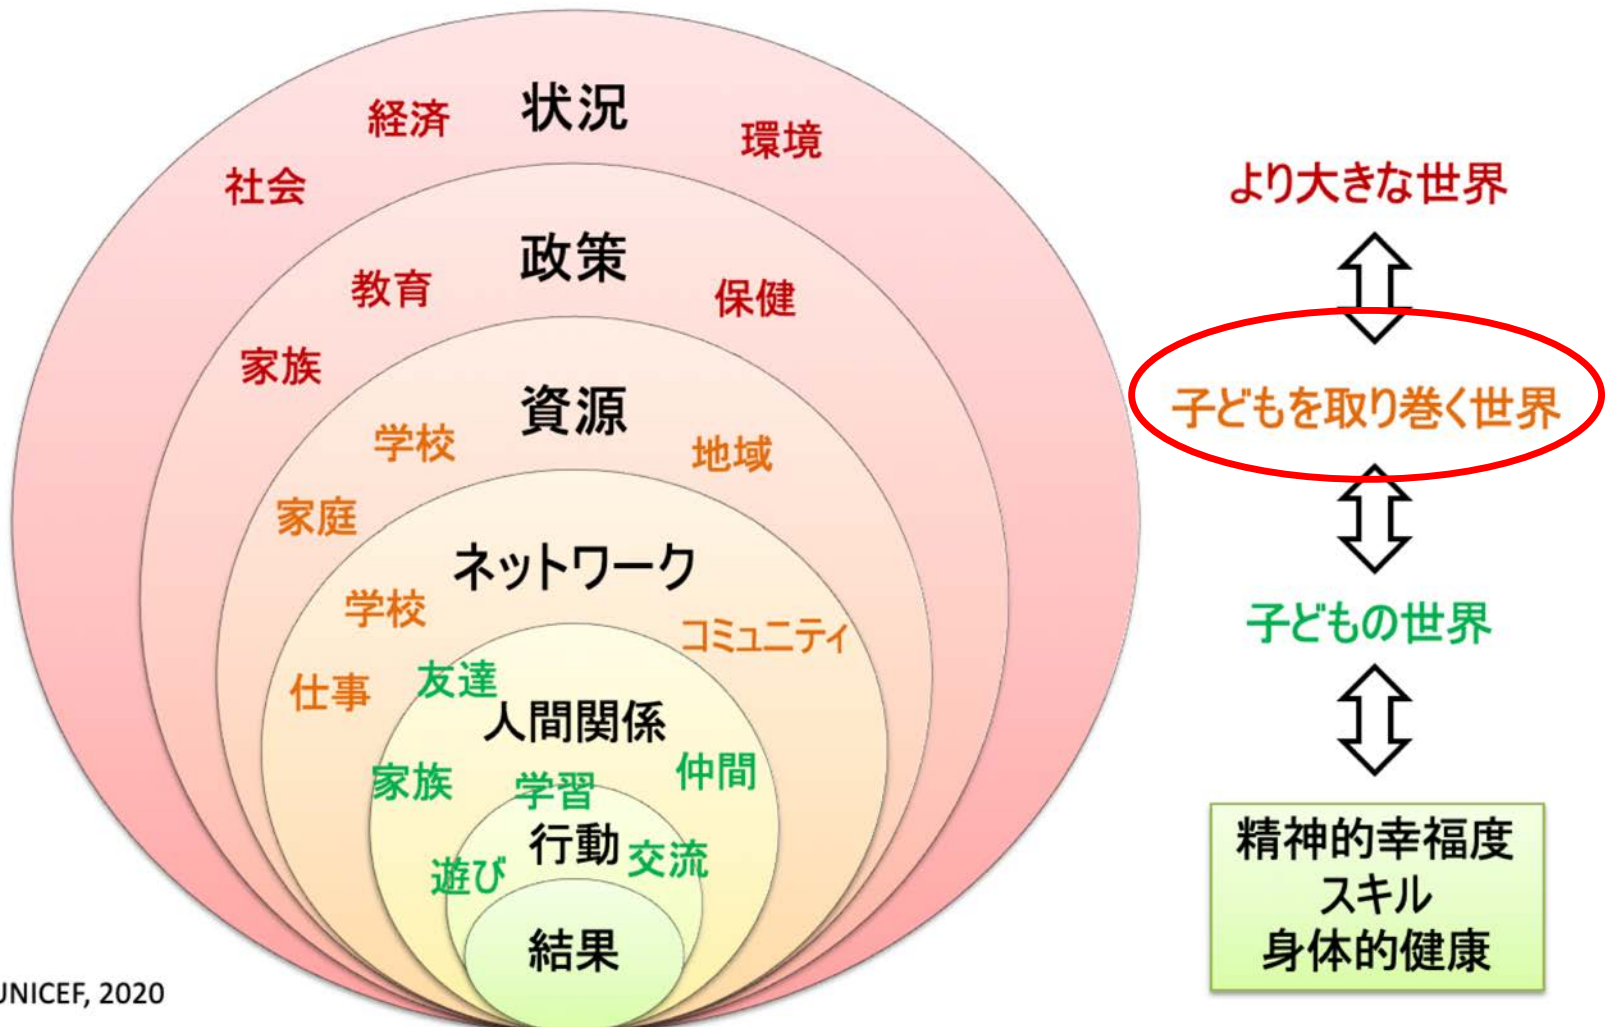 状況
経済
環境
社会
政策
教育
保健
家族
資源
学校
地域
家庭
ネットワーク
学校
コミュニティ
仕事
友達
人間関係
家族
仲間
学習
行動
遊び
交流
結果
より大きな世界
子どもを取り巻く世界
子どもの世界
精神的幸福度
スキル
身体的健康
UNICEF, 2020